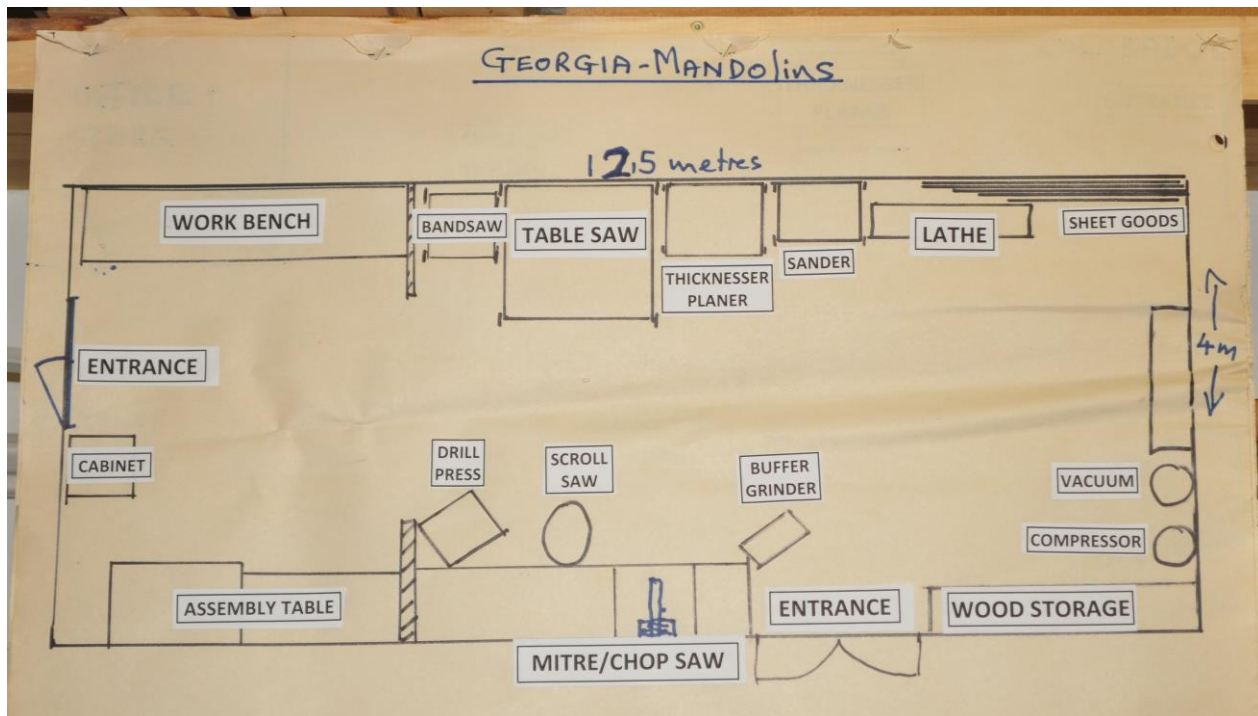 GEORGIA-MANDOlins
12,5 metres
WORK BENCH
BANDSAW
TABLE SAW
THICKNESSER
PLANER
SANDER
LATHE
SHEET GOODS
4m
ENTRANCE
CABINET
DRILL
PRESS
SCROLL
SAW
BUFFER
GRINDER
VACUUM
COMPRESSOR
ASSEMBLY TABLE
MITRE/CHOP SAW
ENTRANCE
WOOD STORAGE